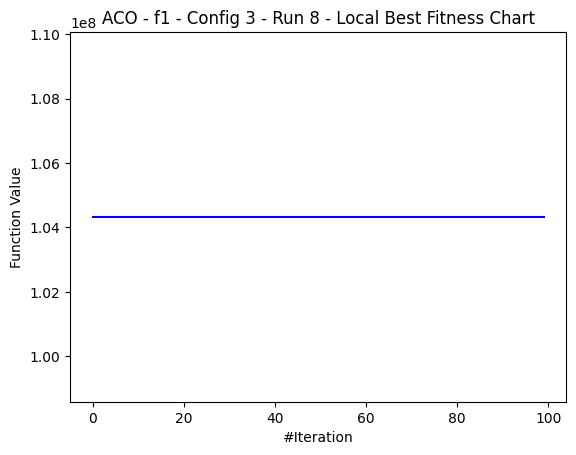 ACO - f1 - Config 3 - Run 8 - Local Best Fitness Chart
1e8
1.10
1.08
1.06
1.04
1.02
1.00
Function Value
0 20 40 60 80 100
#Iteration